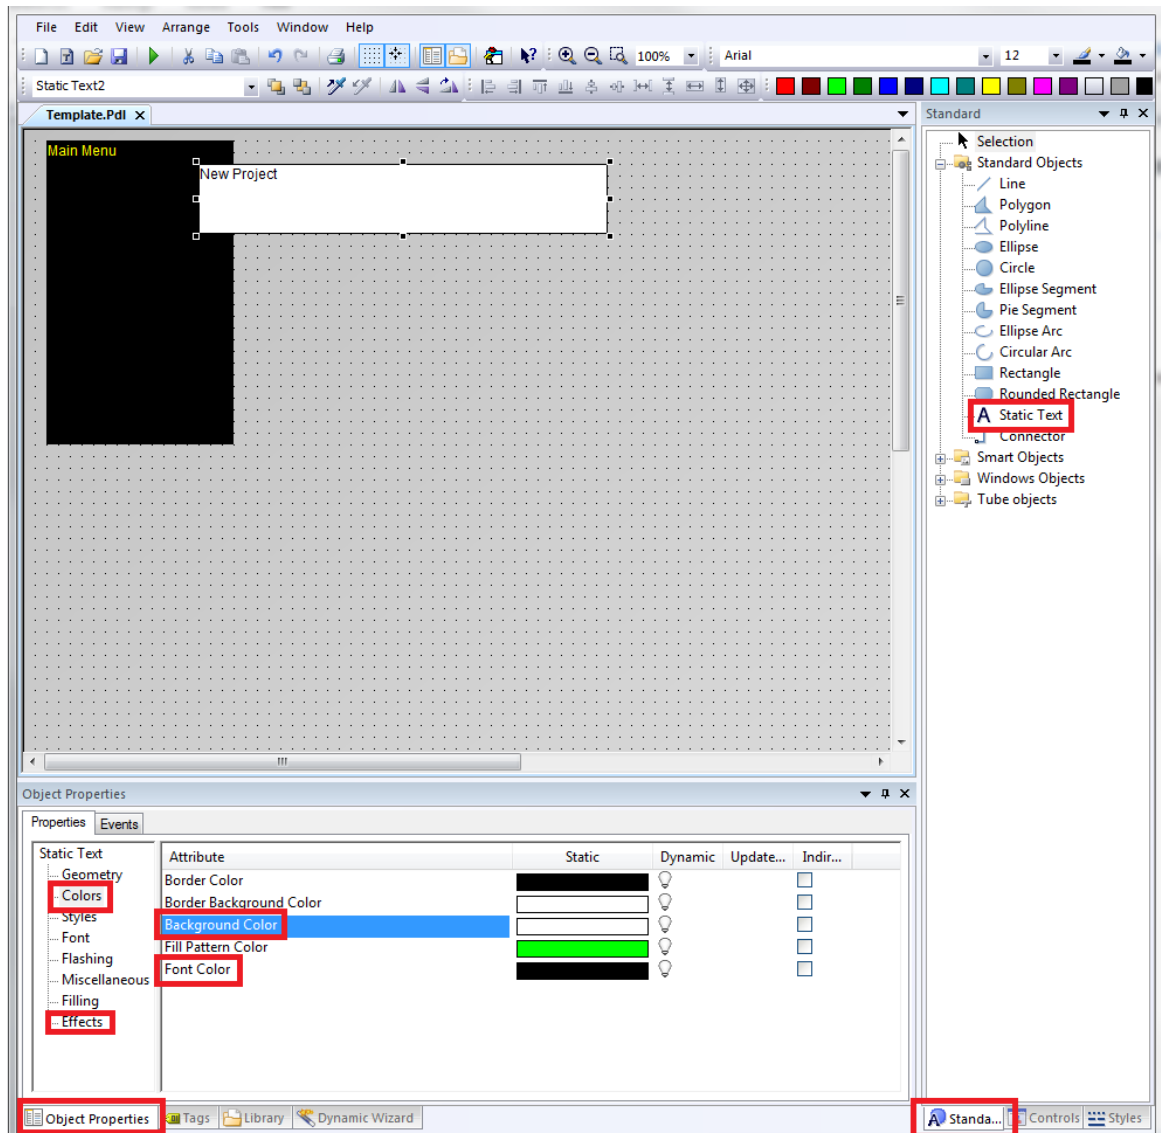 File Edit View Arrange Tools Window Help
100% Arial 12
Static Text2
Template.Pdl
Standard
Main Menu
New Project
Selection
Standard Objects
Line
Polygon
Polyline
Ellipse
Circle
Ellipse Segment
Pie Segment
Ellipse Arc
Circular Arc
Rectangle
Rounded Rectangle
A Static Text
Connector
Smart Objects
Windows Objects
Tube objects
Object Properties
Properties Events
Static Text
Geometry
Colors
Styles
Font
Flashing
Miscellaneous
Filling
Effects
Attribute Static Dynamic Update... Indir...
Border Color
Border Background Color
Background Color
Fill Pattern Color
Font Color
Object Properties Tags Library Dynamic Wizard
Standa... Controls Styles